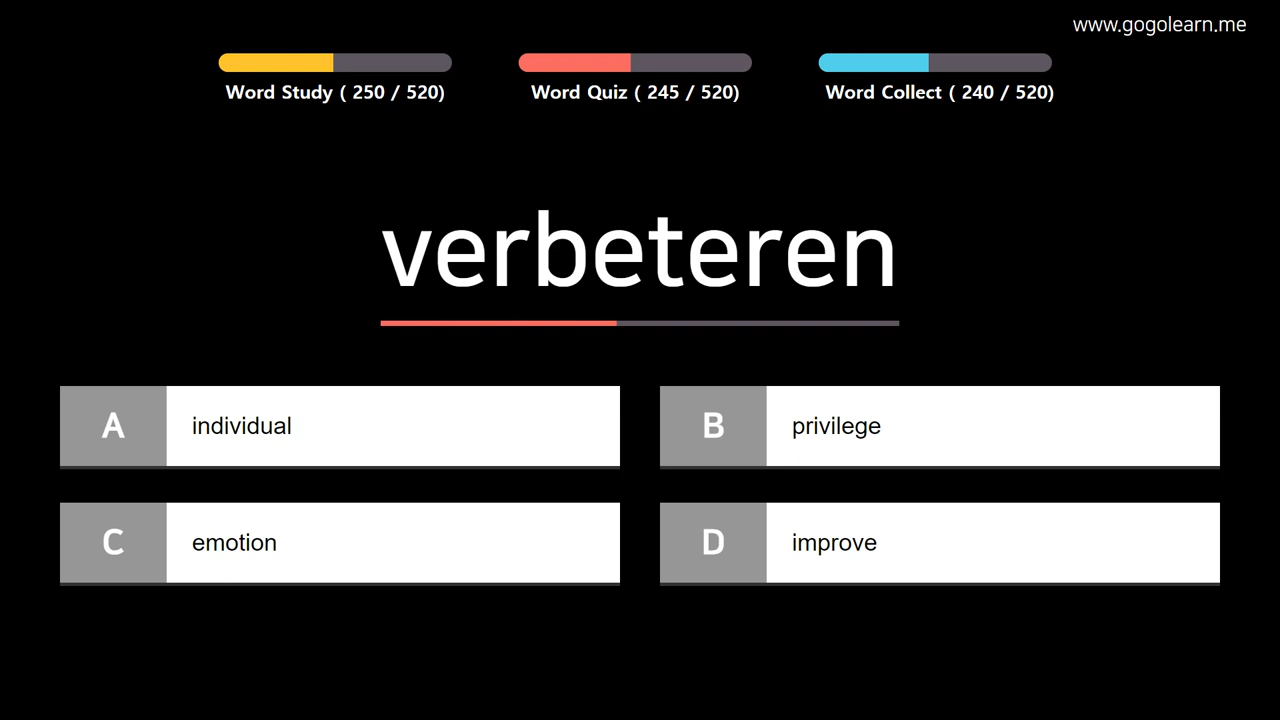 www.gogolearn.me
Word Study ( 250 / 520)
Word Quiz ( 245 / 520)
Word Collect ( 240 / 520)
verbeteren
A individual
B privilege
C emotion
D improve